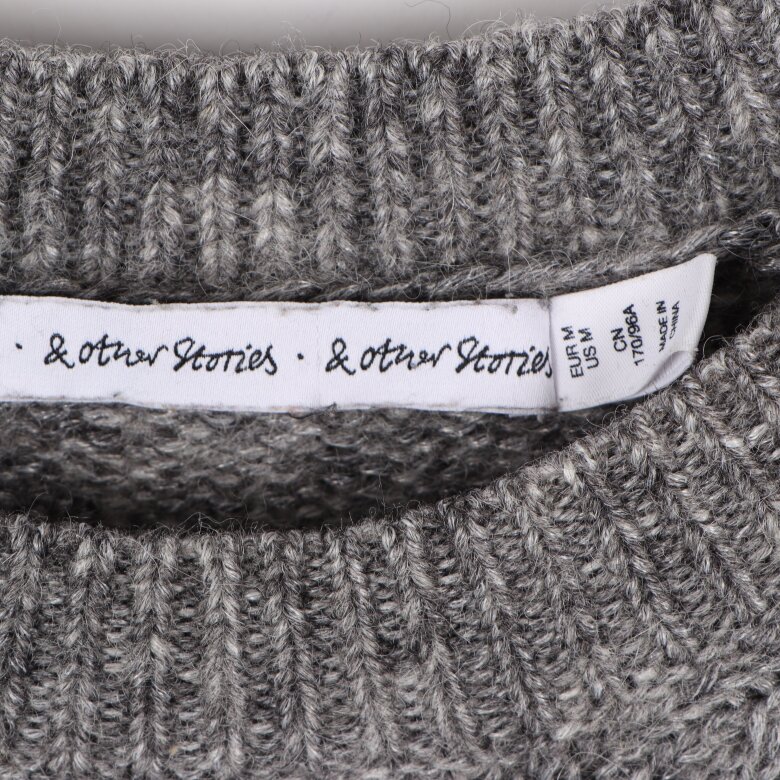 · & other Stories · & other Stories
EUR M
US M
CN
170/96A
MADE IN
CHINA